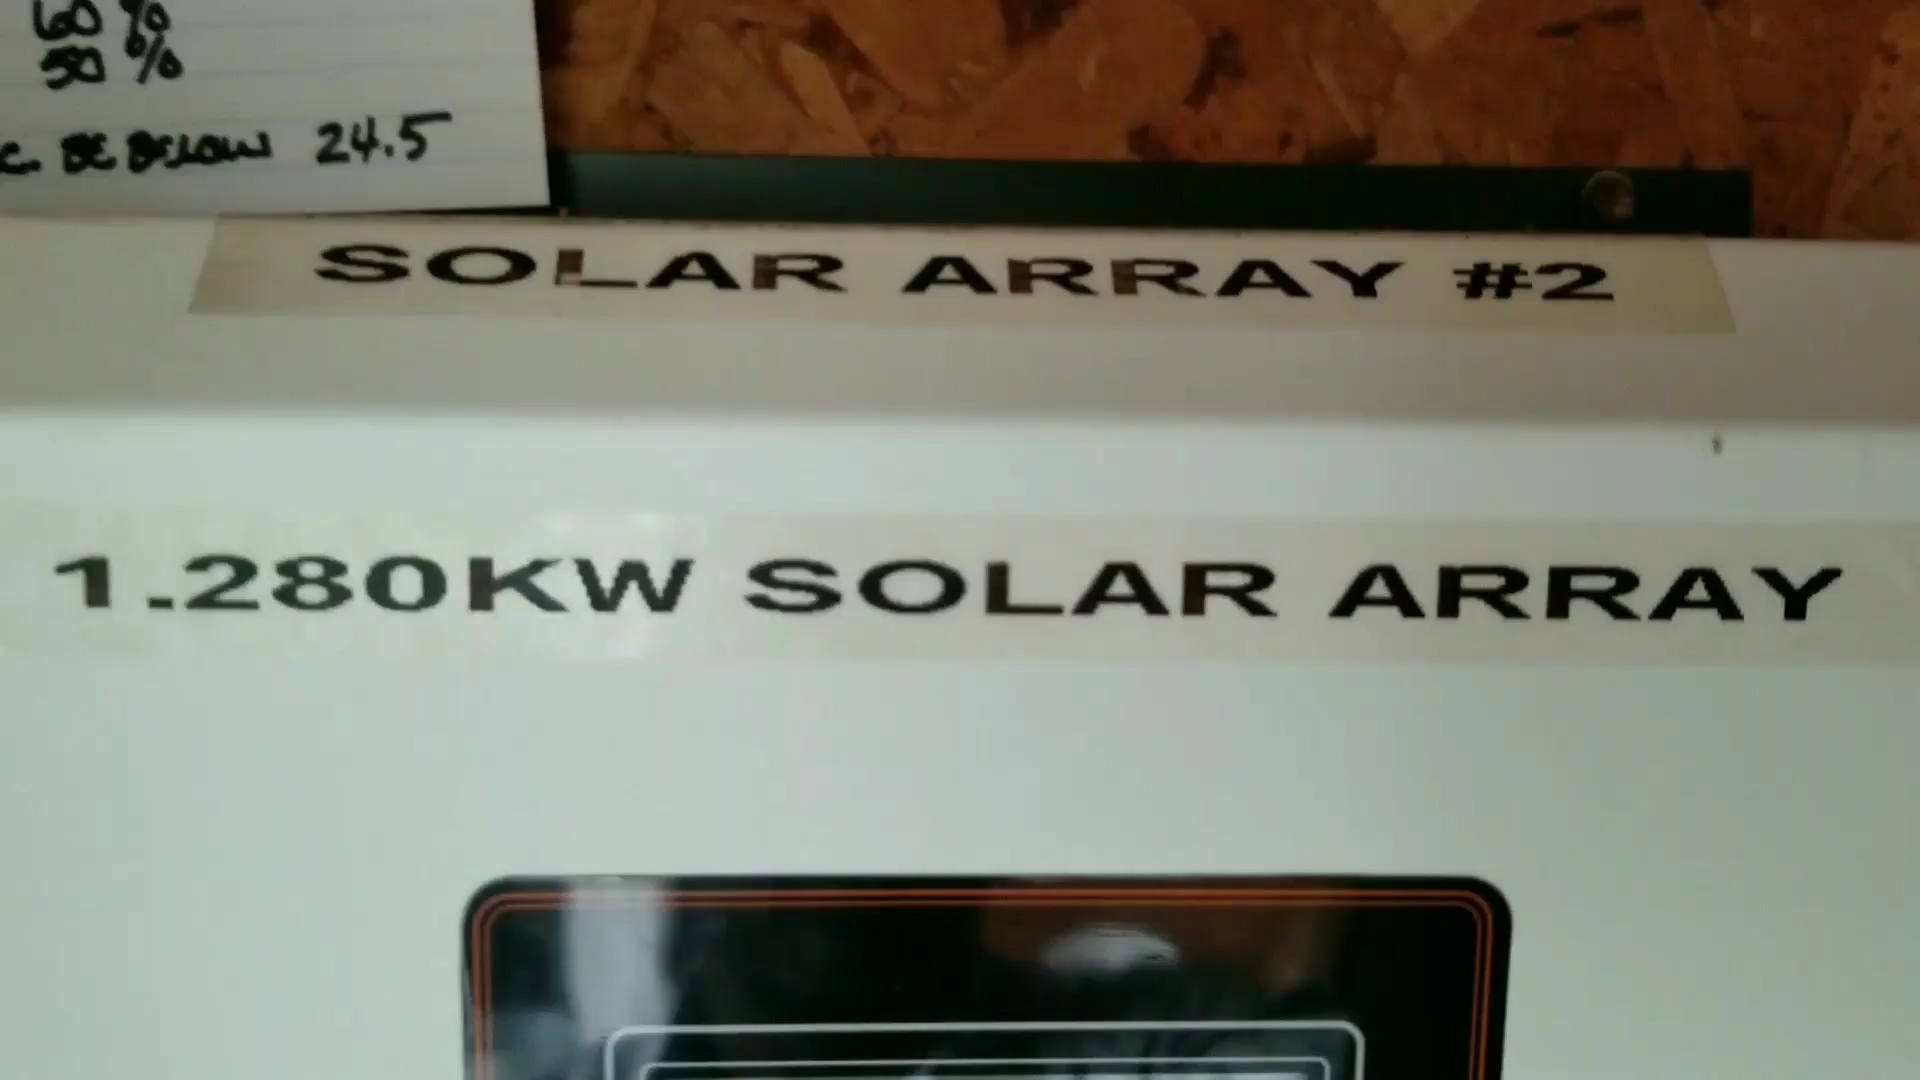 60 %
50 %
BE BELOW 24.5
SOLAR ARRAY #2
1.280KW SOLAR ARRAY